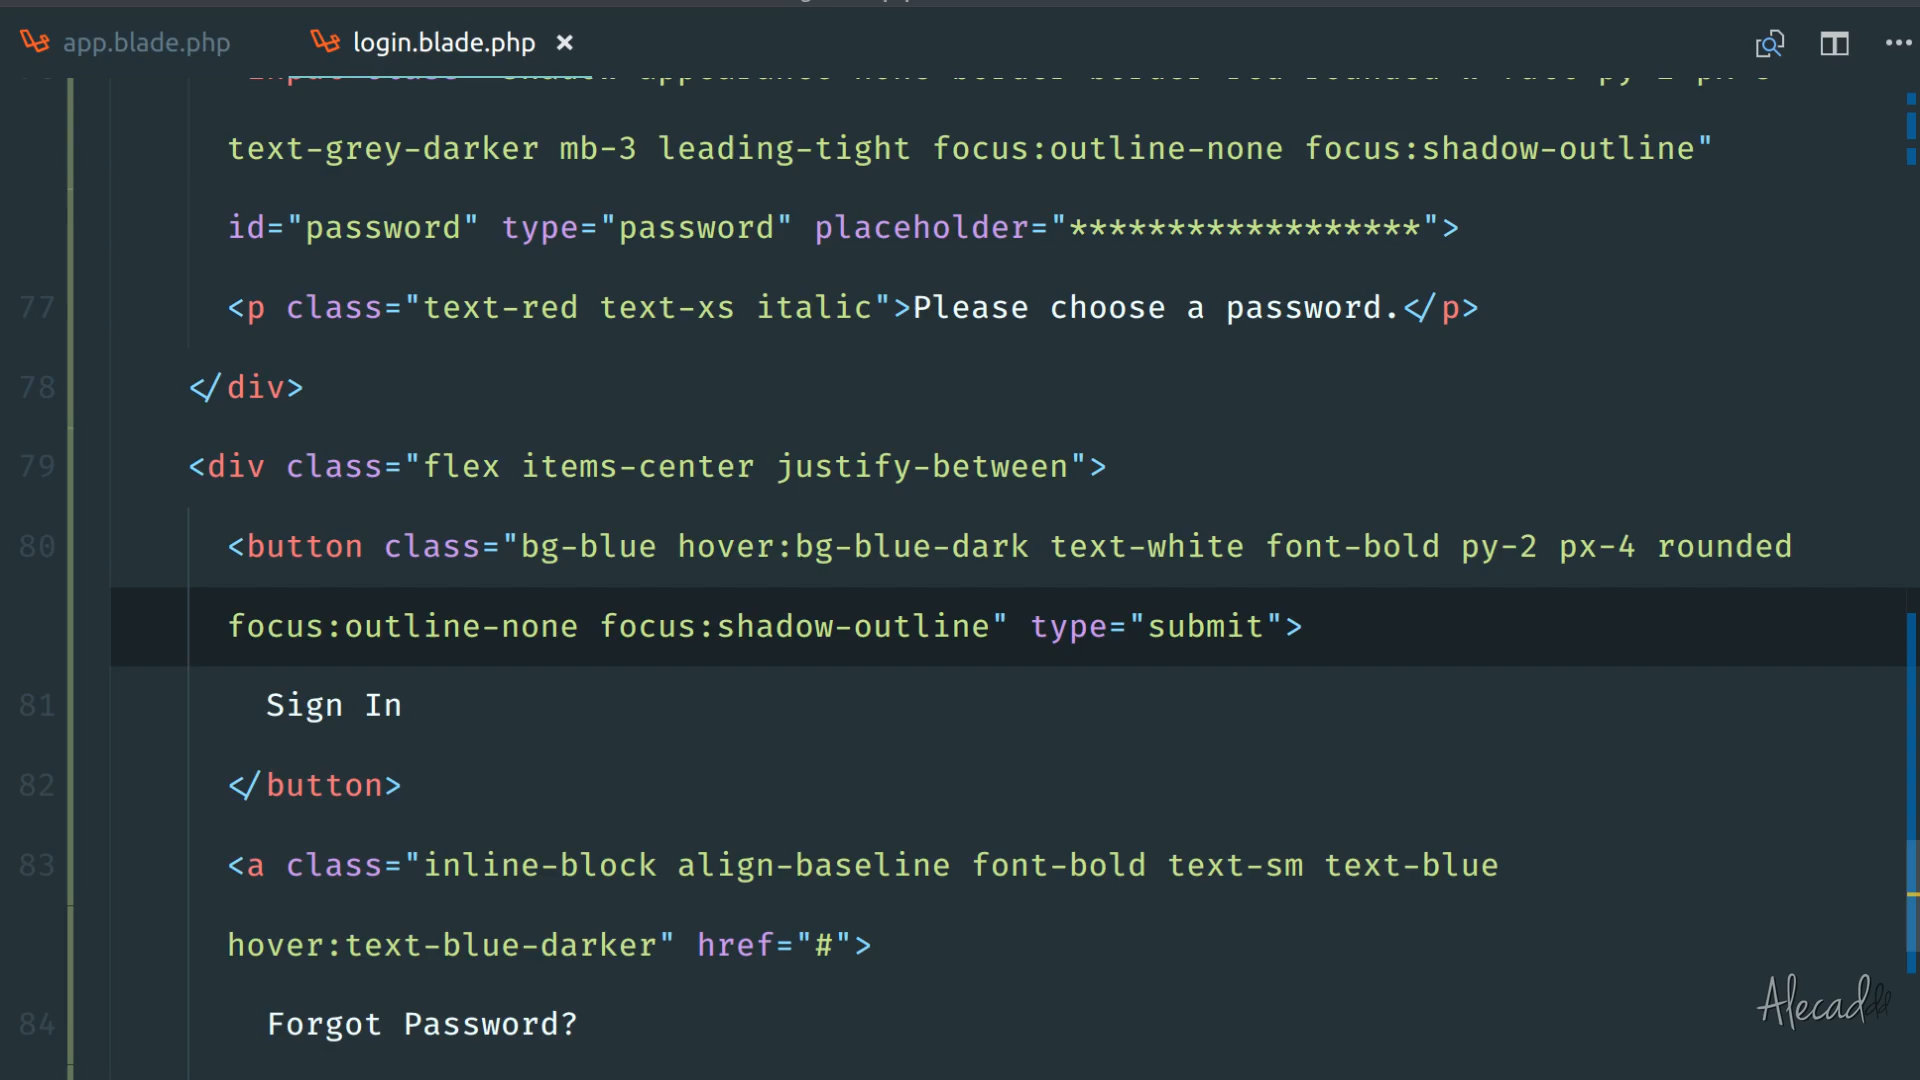 app.blade.php login.blade.php ×
text-grey-darker mb-3 leading-tight focus:outline-none focus:shadow-outline"
id="password" type="password" placeholder="******************">
77 <p class="text-red text-xs italic">Please choose a password.</p>
78 </div>
79 <div class="flex items-center justify-between">
80 <button class="bg-blue hover:bg-blue-dark text-white font-bold py-2 px-4 rounded
focus:outline-none focus:shadow-outline" type="submit">
81 Sign In
82 </button>
83 <a class="inline-block align-baseline font-bold text-sm text-blue
hover:text-blue-darker" href="#">
84 Forgot Password?
Alecaddd